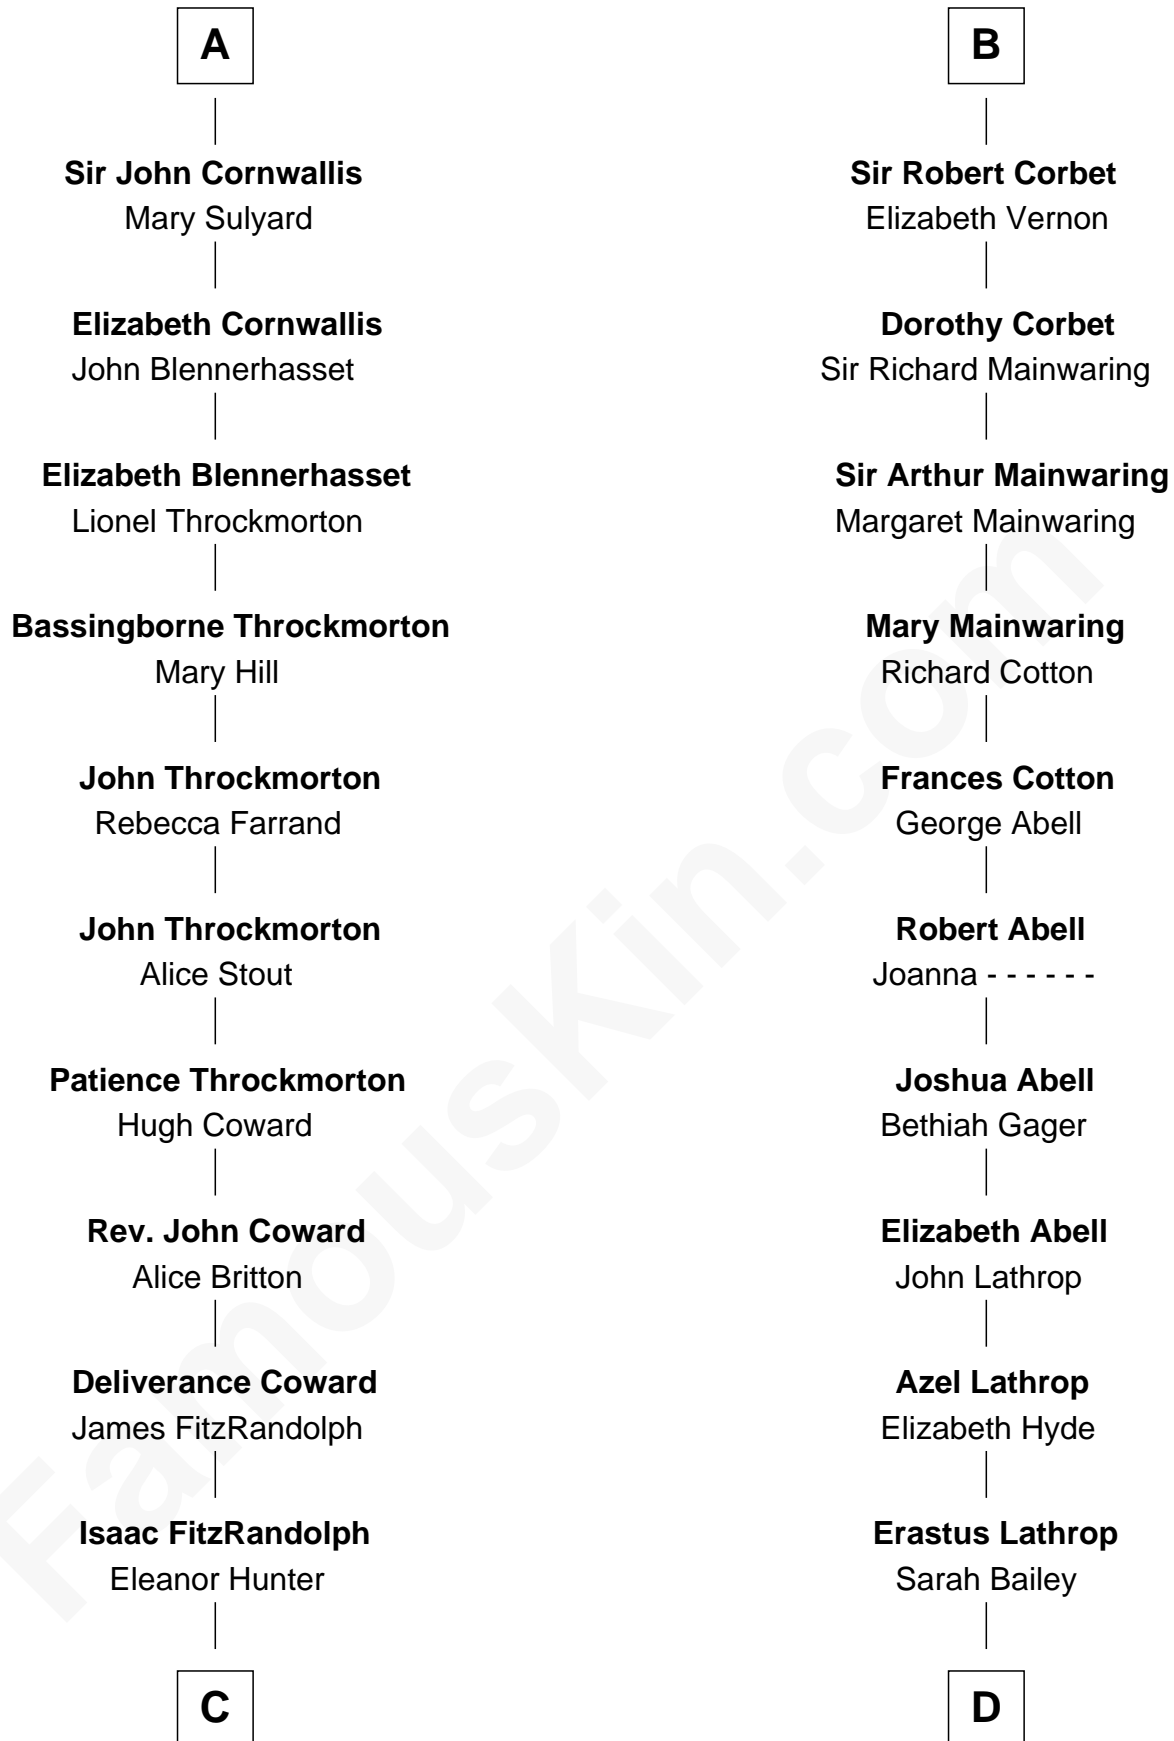 A
Sir John Cornwallis
Mary Sulyard
Elizabeth Cornwallis
John Blennerhasset
Elizabeth Blennerhasset
Lionel Throckmorton
Bassingborne Throckmorton
Mary Hill
John Throckmorton
Rebecca Farrand
John Throckmorton
Alice Stout
Patience Throckmorton
Hugh Coward
Rev. John Coward
Alice Britton
Deliverance Coward
James FitzRandolph
Isaac FitzRandolph
Eleanor Hunter
C
B
Sir Robert Corbet
Elizabeth Vernon
Dorothy Corbet
Sir Richard Mainwaring
Sir Arthur Mainwaring
Margaret Mainwaring
Mary Mainwaring
Richard Cotton
Frances Cotton
George Abell
Robert Abell
Joanna - - - - - -
Joshua Abell
Bethiah Gager
Elizabeth Abell
John Lathrop
Azel Lathrop
Elizabeth Hyde
Erastus Lathrop
Sarah Bailey
D
FamousKin.com